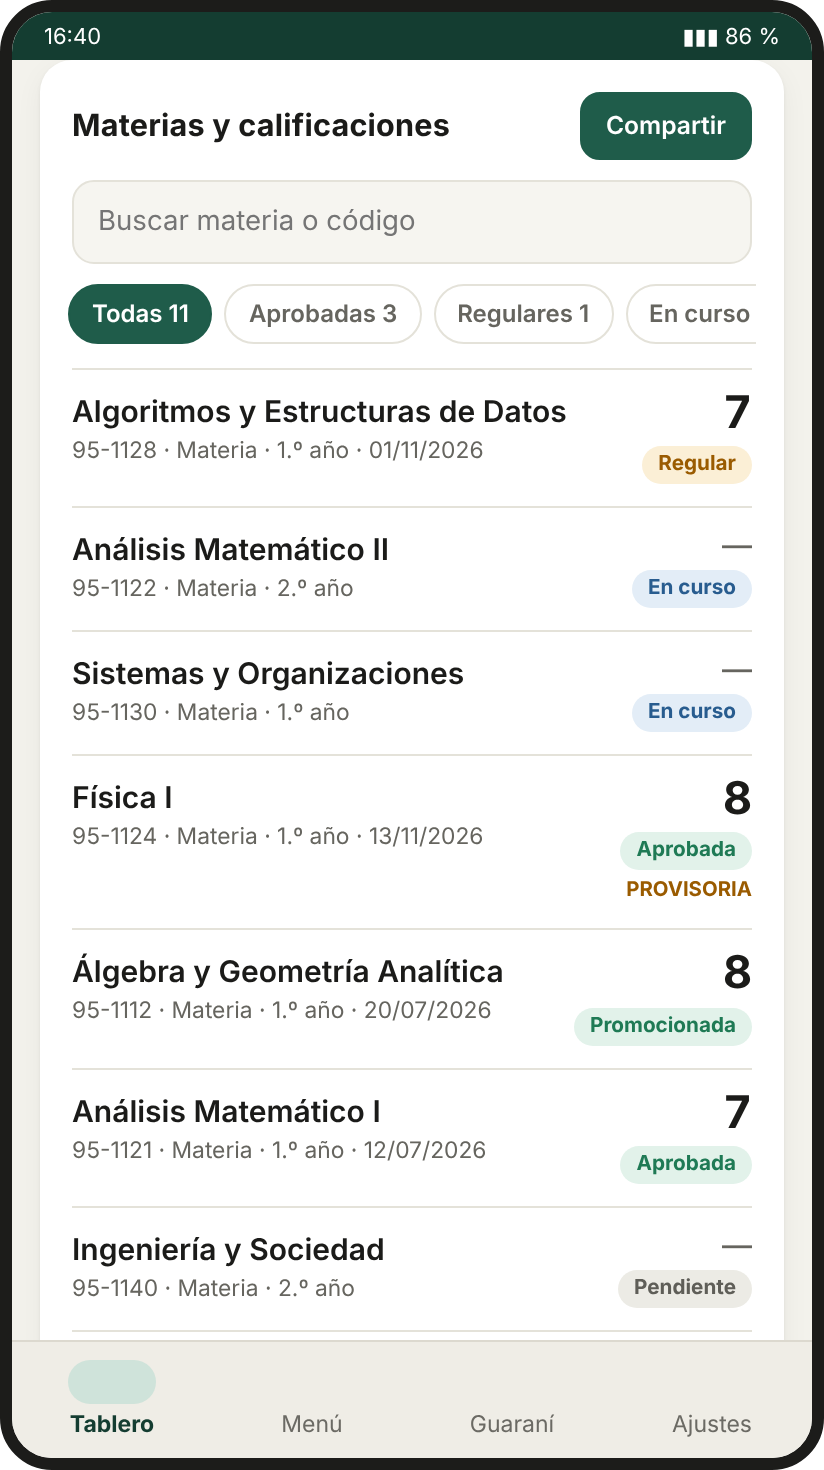 16:40
86 %
Materias y calificaciones
Compartir
Buscar materia o código
Todas 11
Aprobadas 3
Regulares 1
En curso
Algoritmos y Estructuras de Datos
7
95-1128 · Materia · 1.º año · 01/11/2026
Regular
Análisis Matemático II
—
95-1122 · Materia · 2.º año
En curso
Sistemas y Organizaciones
—
95-1130 · Materia · 1.º año
En curso
Física I
8
95-1124 · Materia · 1.º año · 13/11/2026
Aprobada
PROVISORIA
Álgebra y Geometría Analítica
8
95-1112 · Materia · 1.º año · 20/07/2026
Promocionada
Análisis Matemático I
7
95-1121 · Materia · 1.º año · 12/07/2026
Aprobada
Ingeniería y Sociedad
—
95-1140 · Materia · 2.º año
Pendiente
Tablero
Menú
Guaraní
Ajustes